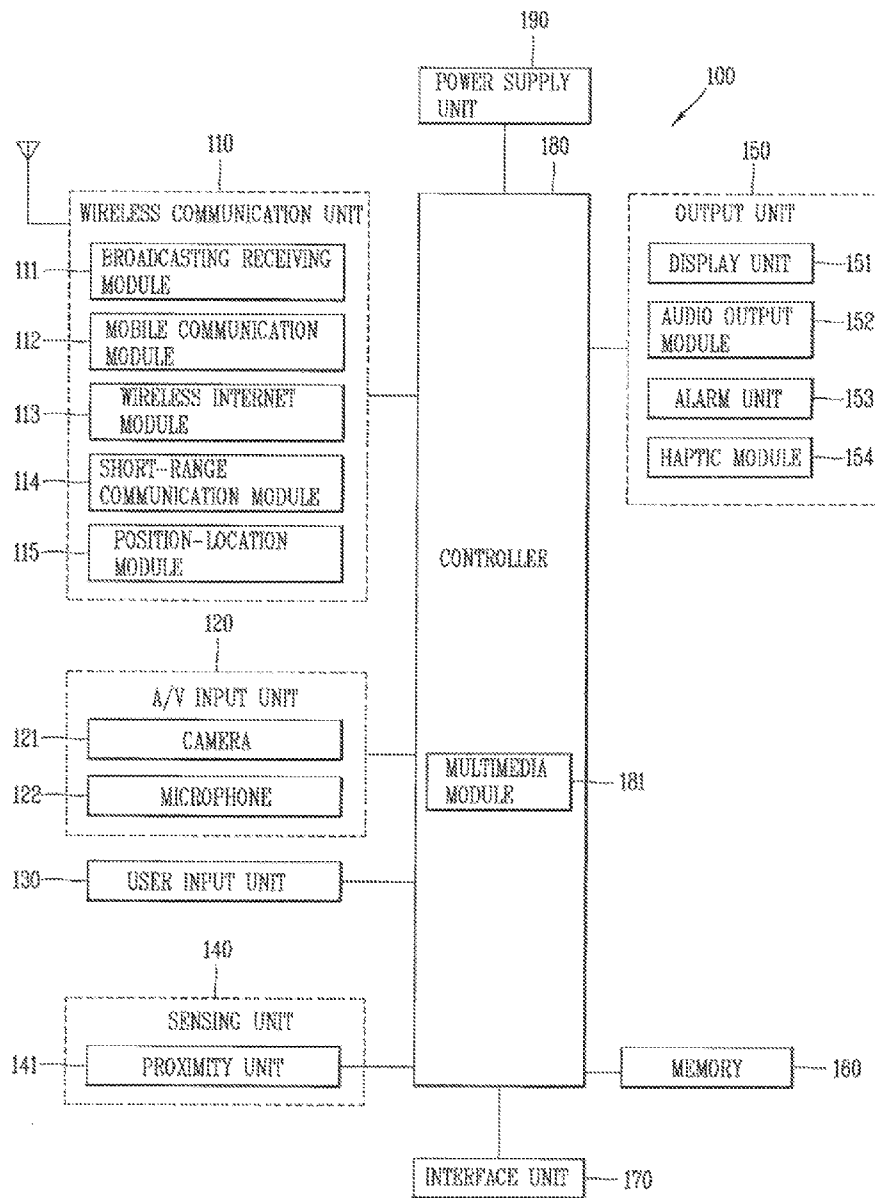 190
POWER SUPPLY
UNIT
100
110
180
150
WIRELESS COMMUNICATION UNIT
OUTPUT UNIT
111
BROADCASTING RECEIVING
MODULE
DISPLAY UNIT
151
112
MOBILE COMMUNICATION
MODULE
AUDIO OUTPUT
MODULE
152
113
WIRELESS INTERNET
MODULE
ALARM UNIT
153
114
SHORT-RANGE
COMMUNICATION MODULE
HAPTIC MODULE
154
115
POSITION-LOCATION
MODULE
CONTROLLER
120
A/V INPUT UNIT
121
CAMERA
122
MICROPHONE
MULTIMEDIA
MODULE
181
130
USER INPUT UNIT
140
SENSING UNIT
141
PROXIMITY UNIT
MEMORY
160
INTERFACE UNIT
170